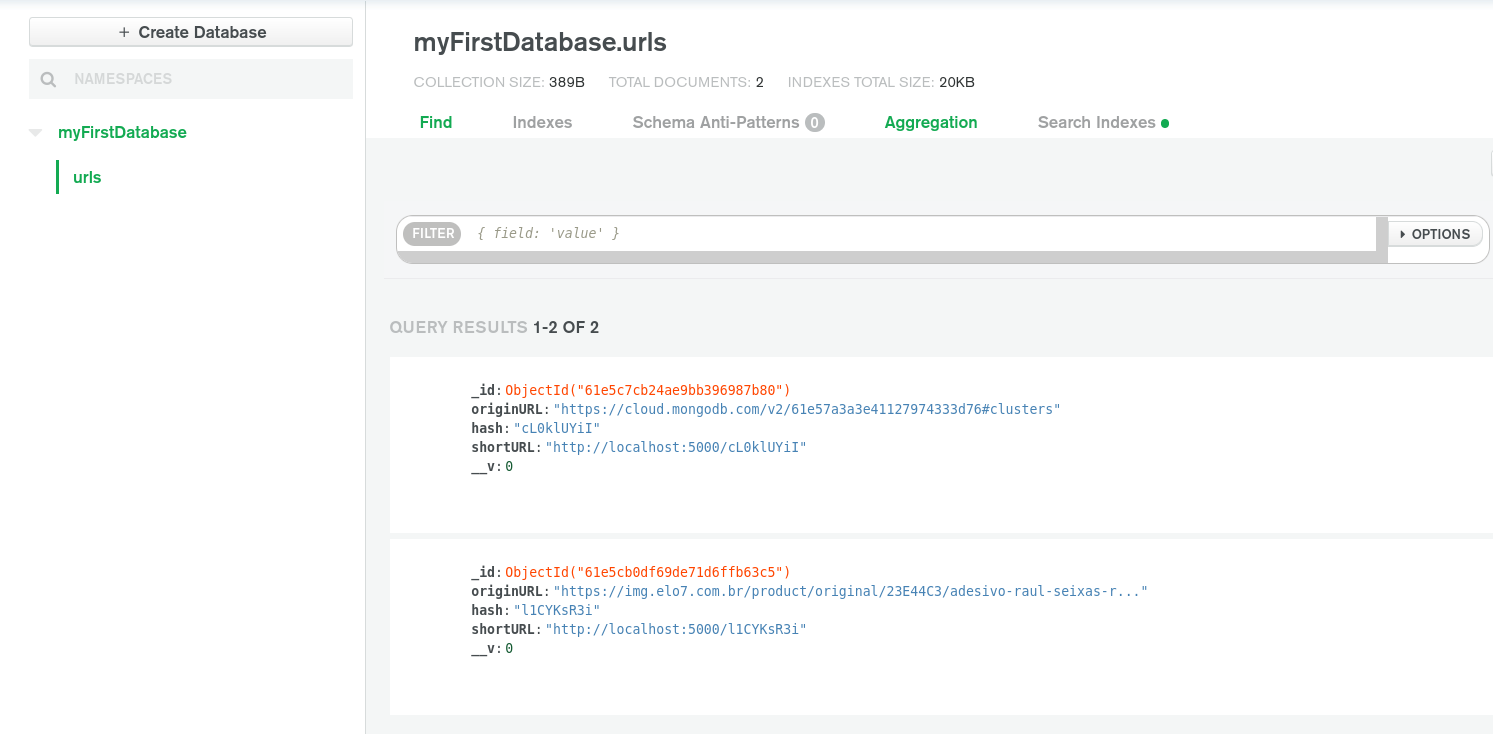 + Create Database
NAMESPACES
myFirstDatabase
urls
myFirstDatabase.urls
COLLECTION SIZE: 389B TOTAL DOCUMENTS: 2 INDEXES TOTAL SIZE: 20KB
Find Indexes Schema Anti-Patterns 0 Aggregation Search Indexes
FILTER { field: 'value' } OPTIONS
QUERY RESULTS 1-2 OF 2
_id: ObjectId("61e5c7cb24ae9bb396987b80")
originURL: "https://cloud.mongodb.com/v2/61e57a3a3e41127974333d76#clusters"
hash: "cL0klUYiI"
shortURL: "http://localhost:5000/cL0klUYiI"
__v: 0
_id: ObjectId("61e5cb0df69de71d6ffb63c5")
originURL: "https://img.elo7.com.br/product/original/23E44C3/adesivo-raul-seixas-r..."
hash: "l1CYKsR3i"
shortURL: "http://localhost:5000/l1CYKsR3i"
__v: 0